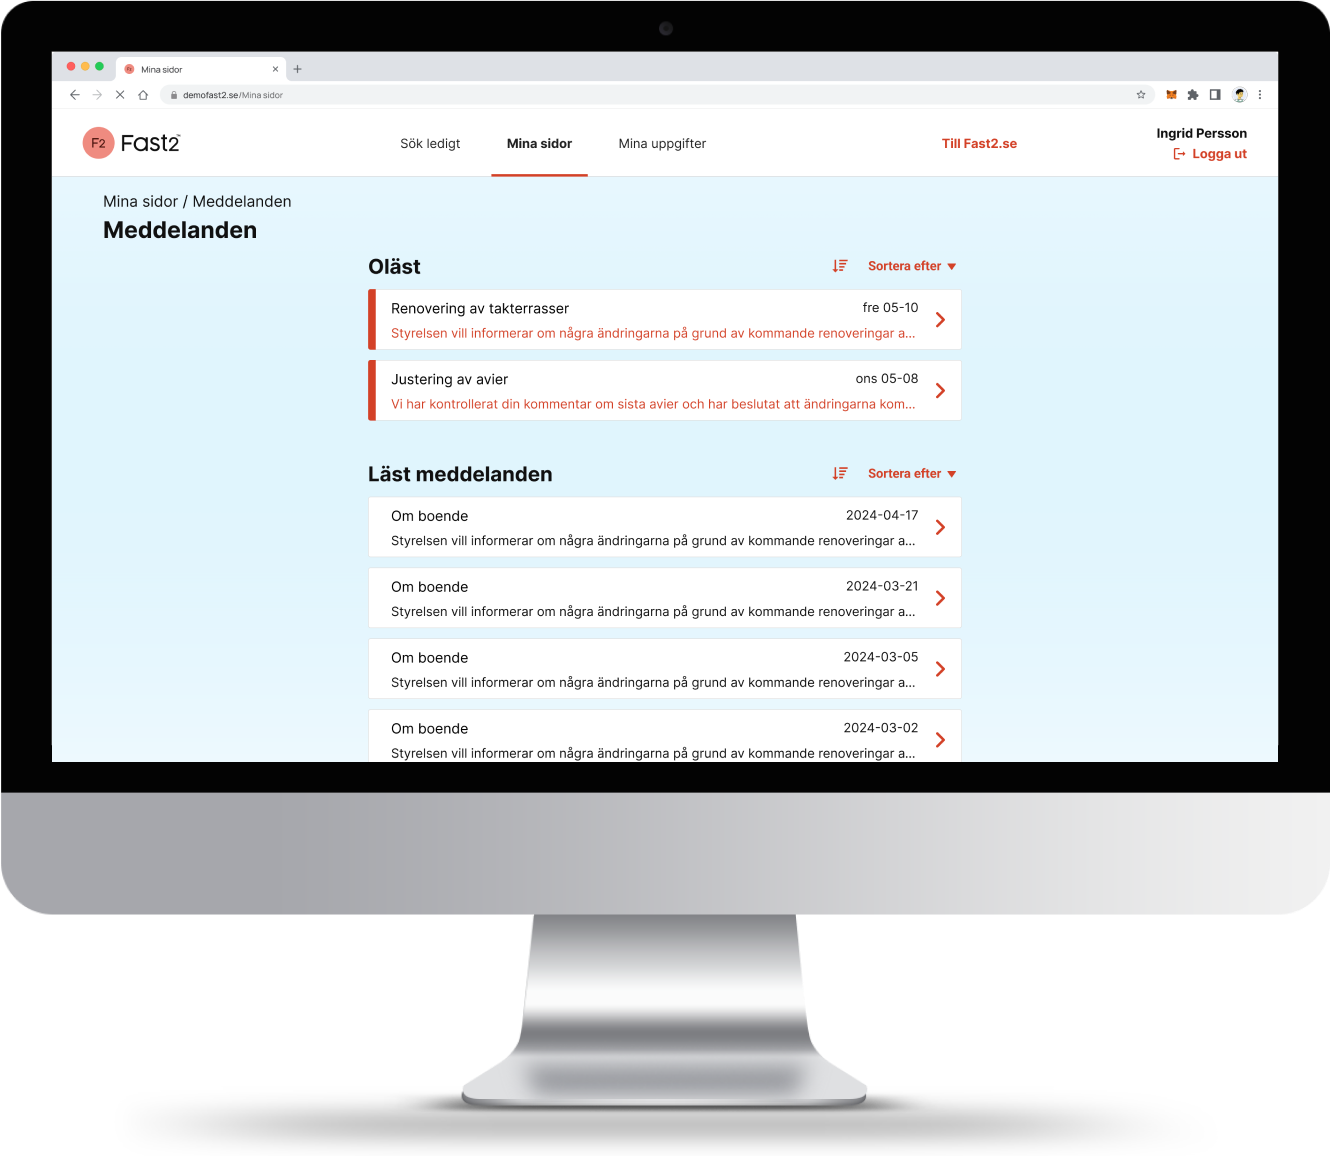 Mina sidor
demofast2.se/Mina sidor
F2 Fast2™
Sök ledigt
Mina sidor
Mina uppgifter
Till Fast2.se
Ingrid Persson
Logga ut
Mina sidor / Meddelanden
Meddelanden
Oläst
Sortera efter
Renovering av takterrasser
fre 05-10
Styrelsen vill informerar om några ändringarna på grund av kommande renoveringar a...
Justering av avier
ons 05-08
Vi har kontrollerat din kommentar om sista avier och har beslutat att ändringarna kom...
Läst meddelanden
Sortera efter
Om boende
2024-04-17
Styrelsen vill informerar om några ändringarna på grund av kommande renoveringar a...
Om boende
2024-03-21
Styrelsen vill informerar om några ändringarna på grund av kommande renoveringar a...
Om boende
2024-03-05
Styrelsen vill informerar om några ändringarna på grund av kommande renoveringar a...
Om boende
2024-03-02
Styrelsen vill informerar om några ändringarna på grund av kommande renoveringar a...